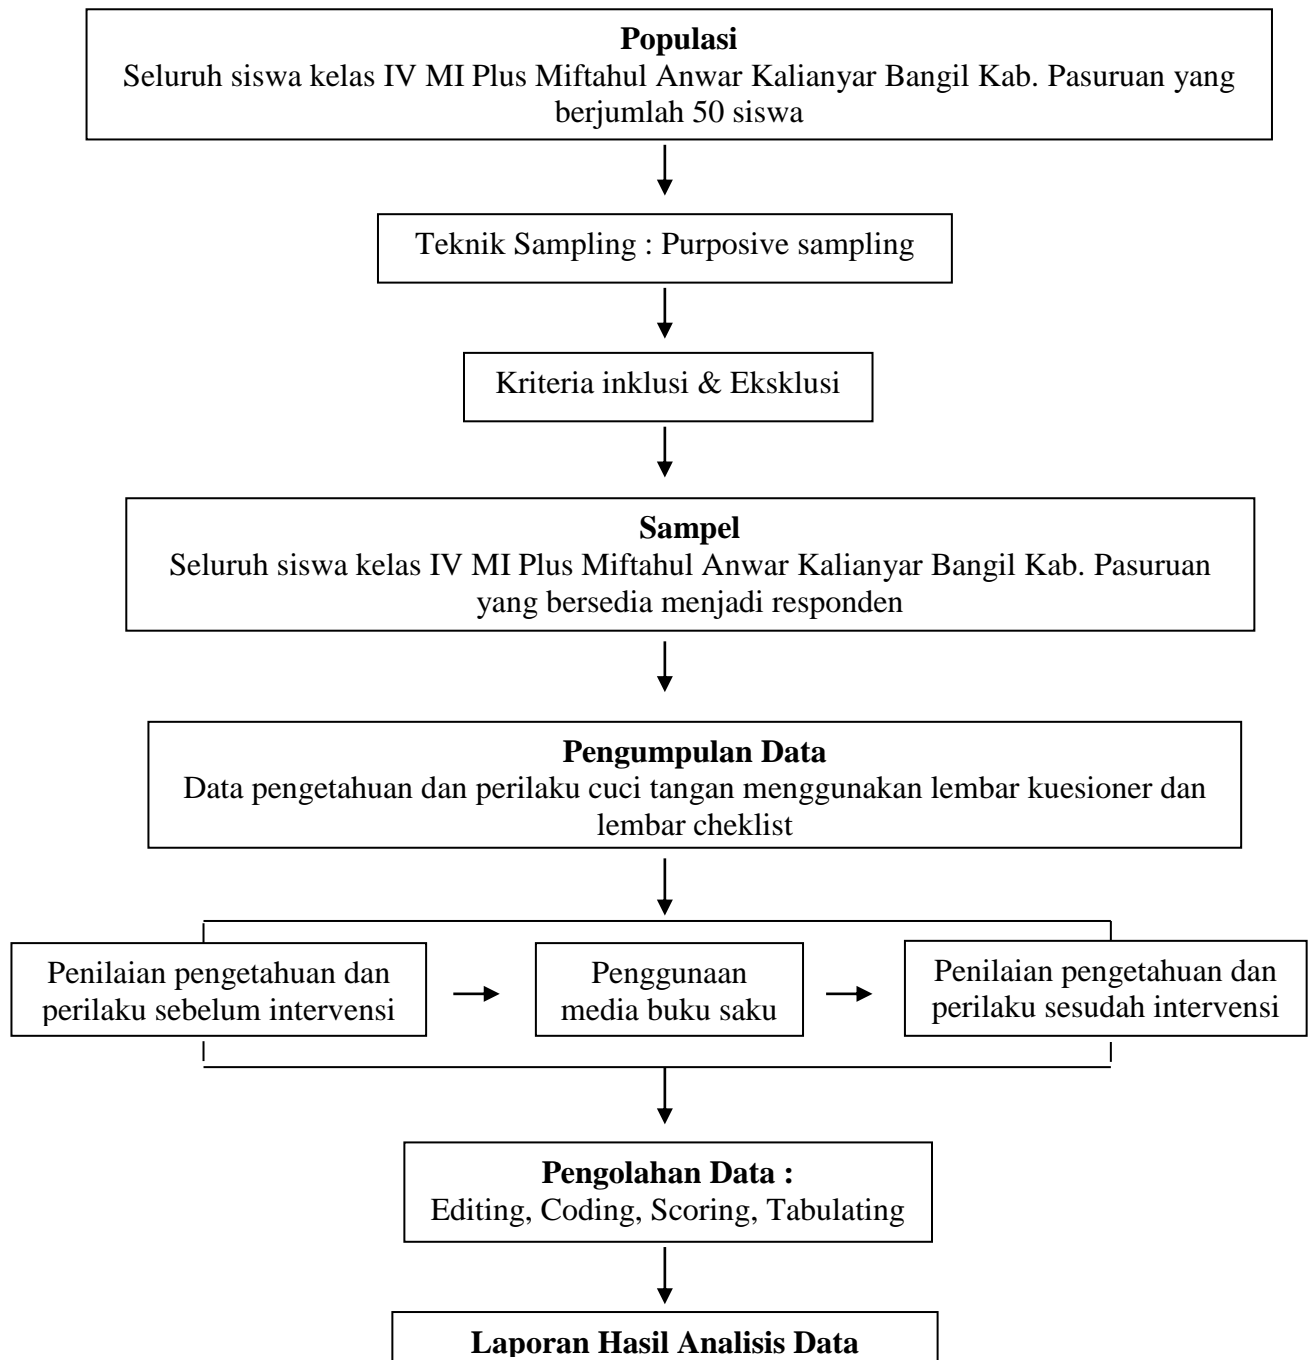 Populasi
Seluruh siswa kelas IV MI Plus Miftahul Anwar Kalianyar Bangil Kab. Pasuruan yang
berjumlah 50 siswa
Teknik Sampling : Purposive sampling
Kriteria inklusi & Eksklusi
Sampel
Seluruh siswa kelas IV MI Plus Miftahul Anwar Kalianyar Bangil Kab. Pasuruan
yang bersedia menjadi responden
Pengumpulan Data
Data pengetahuan dan perilaku cuci tangan menggunakan lembar kuesioner dan
lembar cheklist
Penilaian pengetahuan dan
perilaku sebelum intervensi
Penggunaan
media buku saku
Penilaian pengetahuan dan
perilaku sesudah intervensi
Pengolahan Data :
Editing, Coding, Scoring, Tabulating
Laporan Hasil Analisis Data